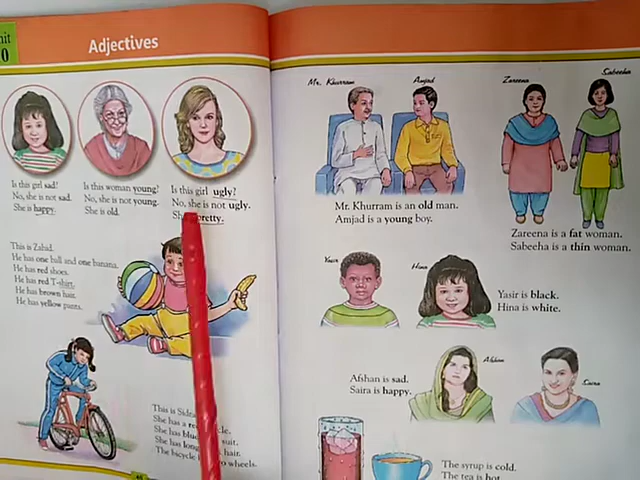 Adjectives
Is this girl sad?
No, she is not sad.
She is happy.
Is this woman young?
No, she is not young.
She is old.
Is this girl ugly?
No, she is not ugly.
pretty.
This is Zahid.
He has one ball and one banana.
He has red shoes.
He has red T-shirt.
He has brown hair.
He has yellow pants.
This is
She has a
She has blue suit.
She has long hair.
The bicycle wheels.
Mr. Khurram
Amjad
Mr. Khurram is an old man.
Amjad is a young boy.
Zareena
Sabeeha
Zareena is a fat woman.
Sabeeha is a thin woman.
Yasir
Hina
Yasir is black.
Hina is white.
Afshan is sad.
Saira is happy.
Afshan
Saira
The syrup is cold.
The tea is hot.